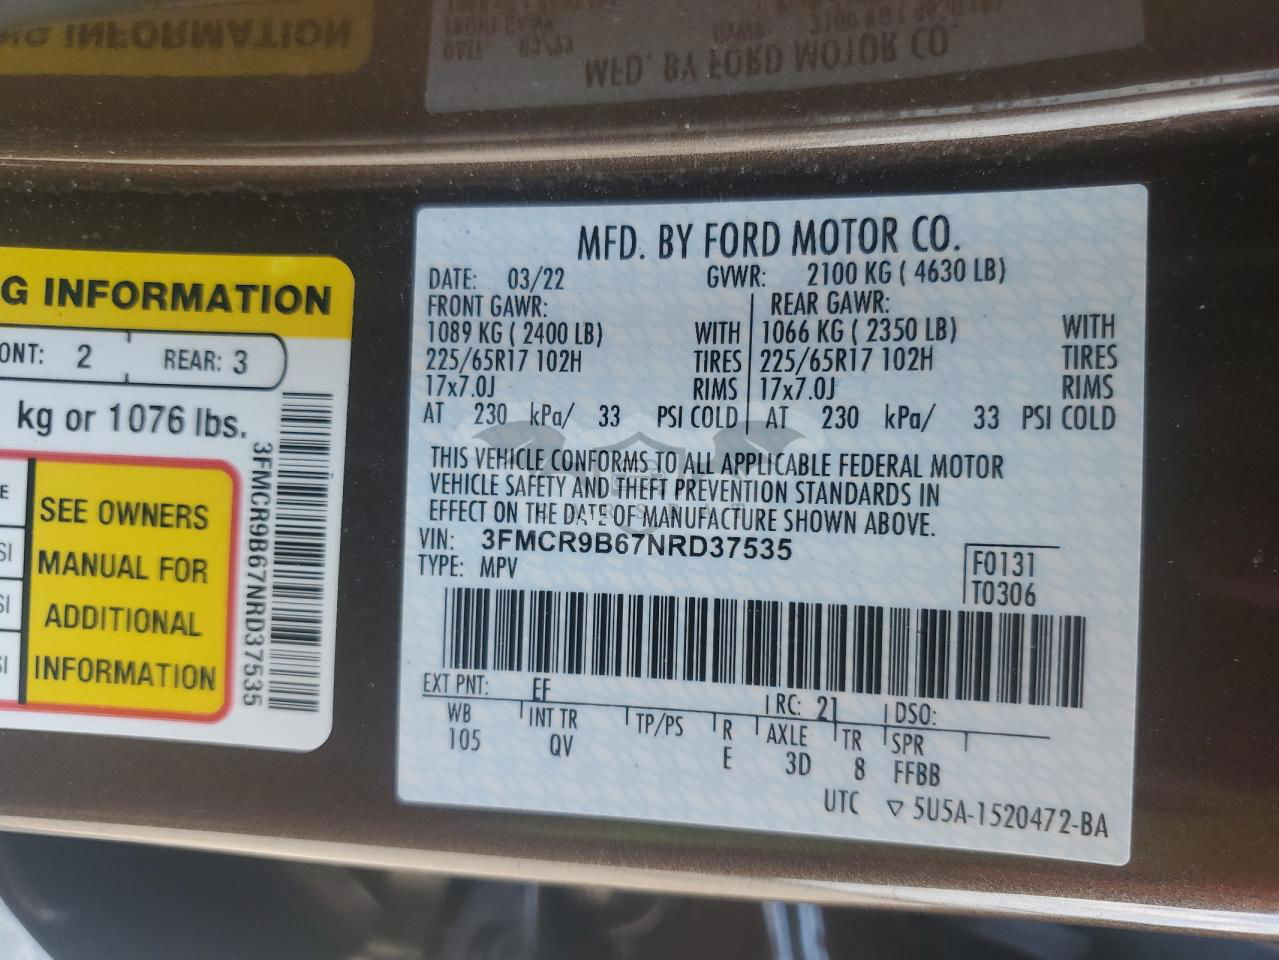 G INFORMATION
ONT: 2 REAR: 3
kg or 1076 lbs.
SEE OWNERS
MANUAL FOR
ADDITIONAL
INFORMATION
3FMCR9B67NRD37535
MFD. BY FORD MOTOR CO.
DATE: 03/22 GVWR: 2100 KG ( 4630 LB)
FRONT GAWR: REAR GAWR:
1089 KG ( 2400 LB) WITH 1066 KG ( 2350 LB) WITH
225/65R17 102H TIRES 225/65R17 102H TIRES
17x7.0J RIMS 17x7.0J RIMS
AT 230 kPa/ 33 PSI COLD AT 230 kPa/ 33 PSI COLD
THIS VEHICLE CONFORMS TO ALL APPLICABLE FEDERAL MOTOR
VEHICLE SAFETY AND THEFT PREVENTION STANDARDS IN
EFFECT ON THE DATE OF MANUFACTURE SHOWN ABOVE.
VIN: 3FMCR9B67NRD37535
TYPE: MPV
F0131
T0306
EXT PNT: EF RC: 21 DSO:
WB INT TR TP/PS R AXLE TR SPR
105 QV E 3D 8 FFBB
UTC ▽ 5U5A-1520472-BA